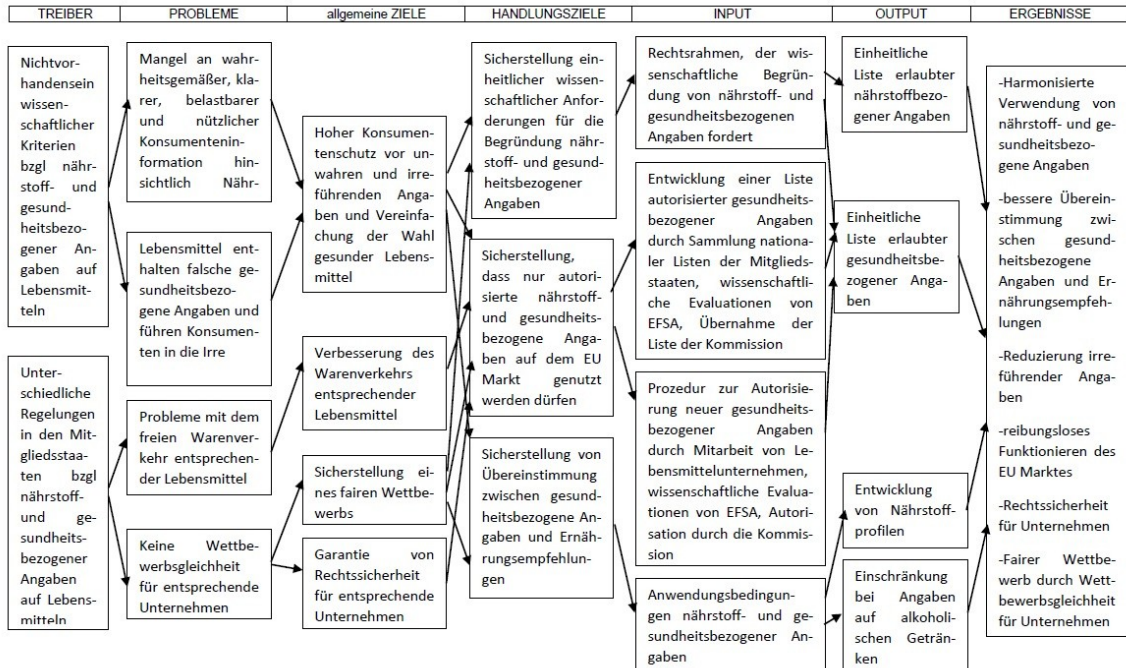 TREIBER
PROBLEME
allgemeine ZIELE
HANDLUNGSZIELE
INPUT
OUTPUT
ERGEBNISSE
Nichtvor-
handensein
wissen-
schaftlicher
Kriterien
bzgl nähr-
stoff- und
gesund-
heitsbezo-
gener An-
gaben auf
Lebensmit-
teln
Unter-
schiedliche
Regelungen
in den Mit-
gliedsstaa-
ten bzgl
nährstoff-
und ge-
sundheits-
bezogener
Angaben
auf Lebens-
mitteln
Mangel an wahr-
heitsgemäßer, kla-
rer, belastbarer
und nützlicher
Konsumentenin-
formation hin-
sichtlich Nähr-
Lebensmittel ent-
halten falsche ge-
sundheitsbezo-
gene Angaben und
führen Konsumen-
ten in die Irre
Probleme mit dem
freien Warenver-
kehr entsprechen-
der Lebensmittel
Keine Wettbe-
werbsgleichheit
für entsprechende
Unternehmen
Hoher Konsumen-
tenschutz vor un-
wahren und irre-
führenden Anga-
ben und Vereinfa-
chung der Wahl
gesunder Lebens-
mittel
Verbesserung des
Warenverkehrs
entsprechender
Lebensmittel
Sicherstellung ei-
nes fairen Wettbe-
werbs
Garantie von
Rechtssicherheit
für entsprechende
Unternehmen
Sicherstellung ein-
heitlicher wissen-
schaftlicher Anfor-
derungen für die
Begründung nähr-
stoff- und gesund-
heitsbezogener
Angaben
Sicherstellung,
dass nur autori-
sierte nährstoff-
und gesundheits-
bezogene Anga-
ben auf dem EU
Markt genutzt
werden dürfen
Sicherstellung von
Übereinstimmung
zwischen gesund-
heitsbezogene An-
gaben und Ernäh-
rungsempfehlun-
gen
Rechtsrahmen, der wis-
senschaftliche Begrün-
dung von nährstoff- und
gesundheitsbezogenen
Angaben fordert
Entwicklung einer Liste
autorisierter gesundheits-
bezogener Angaben
durch Sammlung nationa-
ler Listen der Mitglieds-
staaten, wissenschaftli-
che Evaluationen von
EFSA, Übernahme der
Liste der Kommission
Prozedur zur Autorisie-
rung neuer gesundheits-
bezogener Angaben
durch Mitarbeit von Le-
bensmittelunternehmen,
wissenschaftliche Evalua-
tionen von EFSA, Autori-
sation durch die Kommis-
sion
Anwendungsbedingun-
gen nährstoff- und ge-
sundheitsbezogener An-
gaben
Einheitliche
Liste erlaubter
nährstoffbezo-
gener Angaben
Einheitliche
Liste erlaubter
gesundheitsbe-
zogener Anga-
ben
Entwicklung
von Nährstoff-
profilen
Einschränkung
bei Angaben
auf alkoholi-
schen Geträn-
ken
-Harmonisierte
Verwendung von
nährstoff- und ge-
sundheitsbezo-
gene Angaben
-bessere Überein-
stimmung zwi-
schen gesund-
heitsbezogene
Angaben und Er-
nährungsempfeh-
lungen
-Reduzierung irre-
führender Anga-
ben
-reibungsloses
Funktionieren des
EU Marktes
-Rechtssicherheit
für Unternehmen
-Fairer Wettbe-
werb durch Wett-
bewerbsgleichheit
für Unternehmen